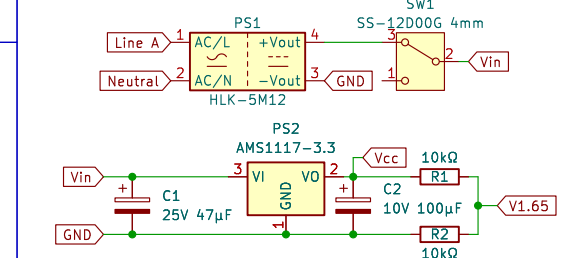 SW1
PS1
SS-12D00G 4mm
Line A
1
AC/L
+Vout
4
3
2
Vin
Neutral
2
AC/N
-Vout
3
GND
1
HLK-5M12
PS2
AMS1117-3.3
Vcc
10kΩ
Vin
3
VI
VO
2
R1
GND
+
C1
25V 47µF
+
C2
10V 100µF
V1.65
1
GND
R2
10kΩ